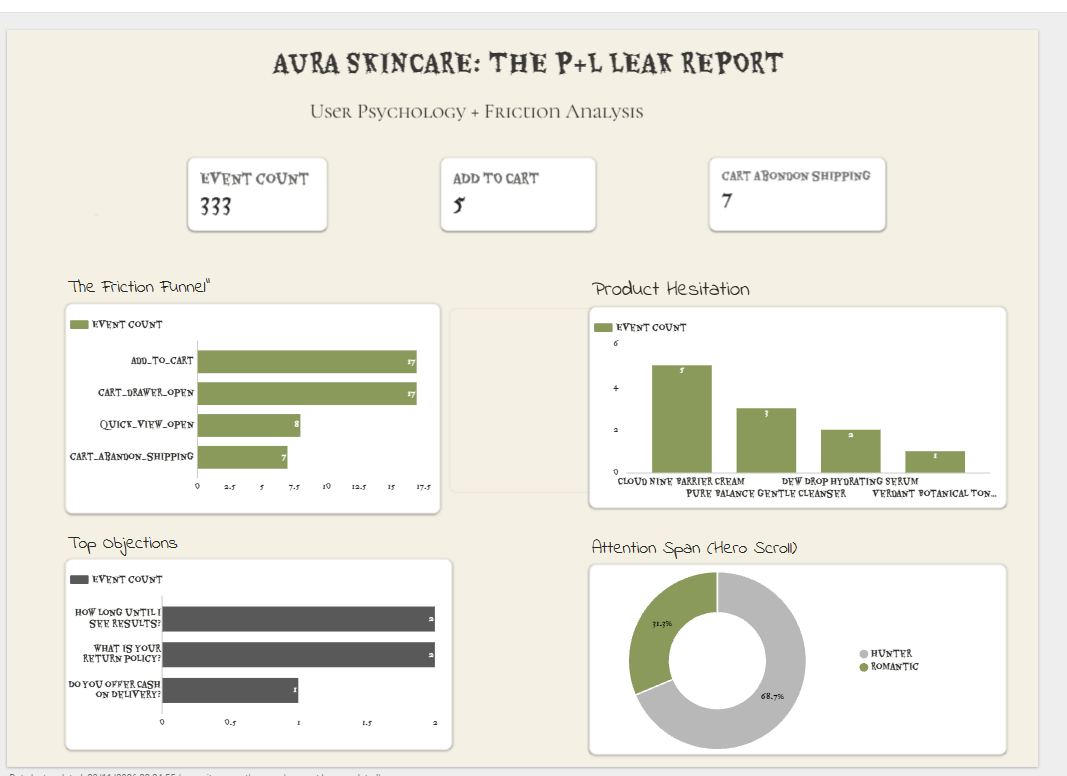 AURA SKINCARE: THE P+L LEAK REPORT
User Psychology + Friction Analysis
EVENT COUNT
333
ADD TO CART
5
CART ABONDON SHIPPING
7
The Friction Funnel"
EVENT COUNT
ADD_TO_CART
17
CART_DRAWER_OPEN
17
QUICK_VIEW_OPEN
8
CART_ABANDON_SHIPPING
7
0 2.5 5 7.5 10 12.5 15 17.5
Product Hesitation
EVENT COUNT
6
4
2
0
5
3
2
1
CLOUD NINE BARRIER CREAM
DEW DROP HYDRATING SERUM
PURE BALANCE GENTLE CLEANSER
VERDANT BOTANICAL TON...
Top Objections
EVENT COUNT
HOW LONG UNTIL I
SEE RESULTS?
2
WHAT IS YOUR
RETURN POLICY?
2
DO YOU OFFER CASH
ON DELIVERY?
1
0 0.5 1 1.5 2
Attention Span (Hero Scroll)
31.3%
68.7%
HUNTER
ROMANTIC